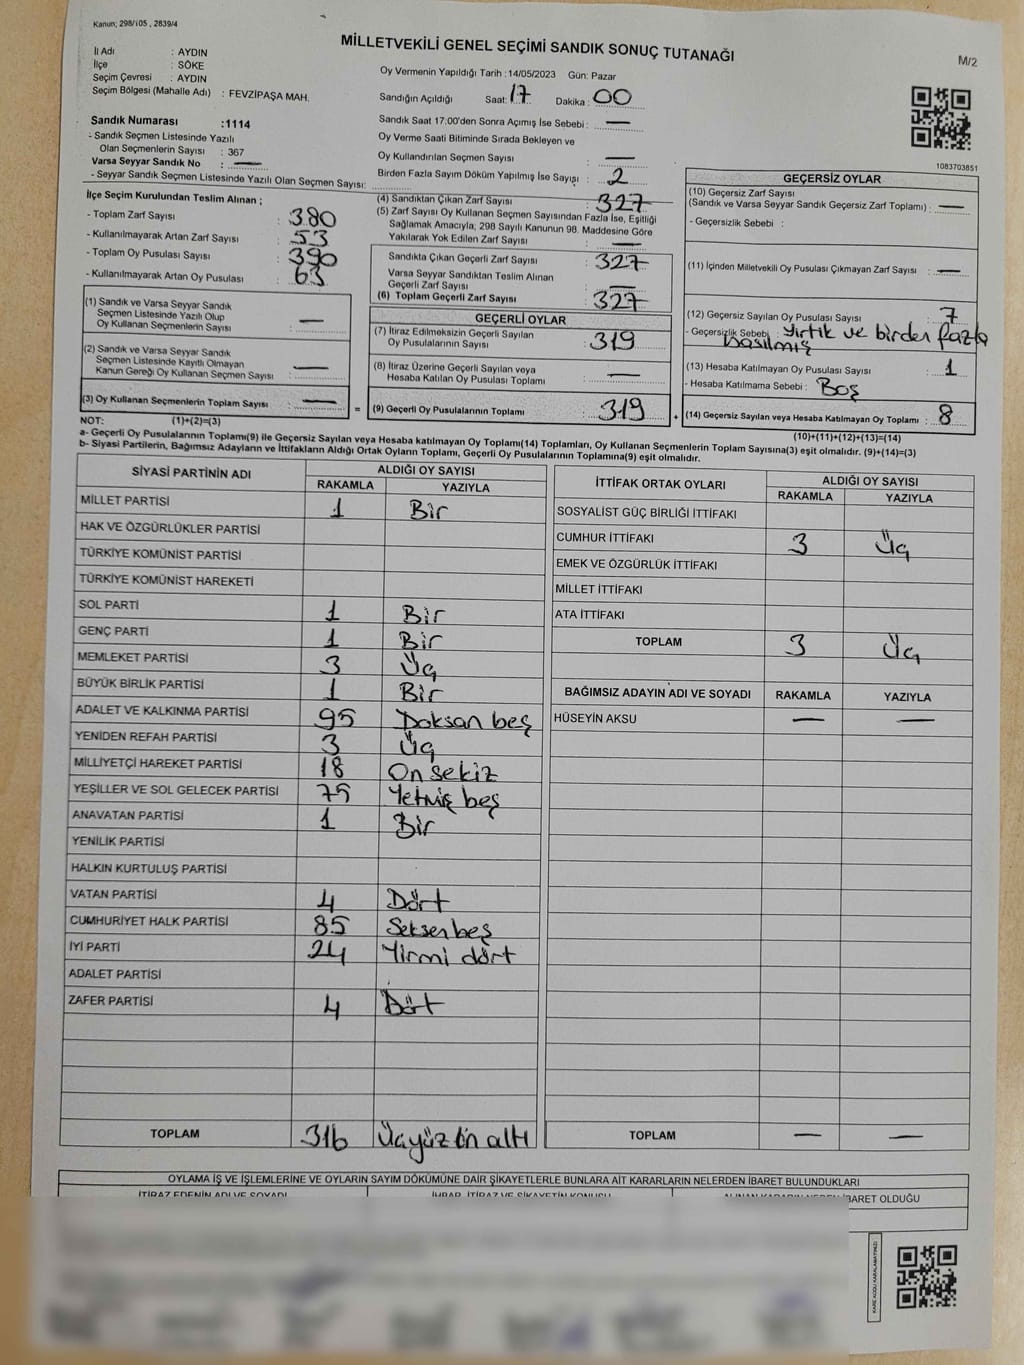 Kanun; 298/105 , 2839/4
MİLLETVEKİLİ GENEL SEÇİMİ SANDIK SONUÇ TUTANAĞI
M/2
İl Adı : AYDIN
İlçe : SÖKE
Seçim Çevresi : AYDIN
Seçim Bölgesi (Mahalle Adı) : FEVZİPAŞA MAH.
Sandık Numarası :1114
- Sandık Seçmen Listesinde Yazılı
Olan Seçmenlerin Sayısı : 367
Varsa Seyyar Sandık No : —
- Seyyar Sandık Seçmen Listesinde Yazılı Olan Seçmen Sayısı:
Oy Vermenin Yapıldığı Tarih :14/05/2023 Gün: Pazar
Sandığın Açıldığı Saat: 17 Dakika : 00
Sandık Saat 17:00'den Sonra Açımış İse Sebebi : —
Oy Verme Saati Bitiminde Sırada Bekleyen ve
Oy Kullandırılan Seçmen Sayısı : —
Birden Fazla Sayım Döküm Yapılmış İse Sayısı : 2
1083703851
İlçe Seçim Kurulundan Teslim Alınan ;
- Toplam Zarf Sayısı : 380
- Kullanılmayarak Artan Zarf Sayısı : 53
- Toplam Oy Pusulası Sayısı : 390
- Kullanılmayarak Artan Oy Pusulası : 63
(1) Sandık ve Varsa Seyyar Sandık
Seçmen Listesinde Yazılı Olup
Oy Kullanan Seçmenlerin Sayısı : —
(2) Sandık ve Varsa Seyyar Sandık
Seçmen Listesinde Kayıtlı Olmayan
Kanun Gereği Oy Kullanan Seçmen Sayısı : —
(3) Oy Kullanan Seçmenlerin Toplam Sayısı : —
(4) Sandıktan Çıkan Zarf Sayısı : 327
(5) Zarf Sayısı Oy Kullanan Seçmen Sayısından Fazla İse, Eşitliği
Sağlamak Amacıyla, 298 Sayılı Kanunun 98. Maddesine Göre
Yakılarak Yok Edilen Zarf Sayısı : —
Sandıkta Çıkan Geçerli Zarf Sayısı : 327
Varsa Seyyar Sandıktan Teslim Alınan
Geçerli Zarf Sayısı : —
(6) Toplam Geçerli Zarf Sayısı : 327
GEÇERLİ OYLAR
(7) İtiraz Edilmeksizin Geçerli Sayılan
Oy Pusulalarının Sayısı : 319
(8) İtiraz Üzerine Geçerli Sayılan veya
Hesaba Katılan Oy Pusulası Toplamı : —
= (9) Geçerli Oy Pusulalarının Toplamı : 319 +
GEÇERSİZ OYLAR
(10) Geçersiz Zarf Sayısı
(Sandık ve Varsa Seyyar Sandık Geçersiz Zarf Toplamı) : —
- Geçersizlik Sebebi :
(11) İçinden Milletvekili Oy Pusulası Çıkmayan Zarf Sayısı : —
(12) Geçersiz Sayılan Oy Pusulası Sayısı : 7
- Geçersizlik Sebebi : Yırtık ve birden fazla
basılmış
(13) Hesaba Katılmayan Oy Pusulası Sayısı : 1
- Hesaba Katılmama Sebebi : Boş
(14) Geçersiz Sayılan veya Hesaba Katılmayan Oy Toplamı : 8
NOT: (1)+(2)=(3)
(10)+(11)+(12)+(13)=(14)
a- Geçerli Oy Pusulalarının Toplamı(9) ile Geçersiz Sayılan veya Hesaba katılmayan Oy Toplamı(14) Toplamları, Oy Kullanan Seçmenlerin Toplam Sayısına(3) eşit olmalıdır. (9)+(14)=(3)
b- Siyasi Partilerin, Bağımsız Adayların ve İttifakların Aldığı Ortak Oyların Toplamı, Geçerli Oy Pusulalarının Toplamına(9) eşit olmalıdır.
SİYASİ PARTİNİN ADI ALDIĞI OY SAYISI
RAKAMLA YAZIYLA
MİLLET PARTİSİ 1 Bir
HAK VE ÖZGÜRLÜKLER PARTİSİ
TÜRKİYE KOMÜNİST PARTİSİ
TÜRKİYE KOMÜNİST HAREKETİ
SOL PARTİ 1 Bir
GENÇ PARTİ 1 Bir
MEMLEKET PARTİSİ 3 Üç
BÜYÜK BİRLİK PARTİSİ 1 Bir
ADALET VE KALKINMA PARTİSİ 95 Doksan beş
YENİDEN REFAH PARTİSİ 3 Üç
MİLLİYETÇİ HAREKET PARTİSİ 18 On sekiz
YEŞİLLER VE SOL GELECEK PARTİSİ 75 Yetmiş beş
ANAVATAN PARTİSİ 1 Bir
YENİLİK PARTİSİ
HALKIN KURTULUŞ PARTİSİ
VATAN PARTİSİ 4 Dört
CUMHURİYET HALK PARTİSİ 85 Seksen beş
İYİ PARTİ 24 Yirmi dört
ADALET PARTİSİ
ZAFER PARTİSİ 4 Dört
TOPLAM 316 Üçyüz on altı
İTTİFAK ORTAK OYLARI ALDIĞI OY SAYISI
RAKAMLA YAZIYLA
SOSYALİST GÜÇ BİRLİĞİ İTTİFAKI
CUMHUR İTTİFAKI 3 Üç
EMEK VE ÖZGÜRLÜK İTTİFAKI
MİLLET İTTİFAKI
ATA İTTİFAKI
TOPLAM 3 Üç
BAĞIMSIZ ADAYIN ADI VE SOYADI RAKAMLA YAZIYLA
HÜSEYİN AKSU — —
TOPLAM — —
OYLAMA İŞ VE İŞLEMLERİNE VE OYLARIN SAYIM DÖKÜMÜNE DAİR ŞİKAYETLERLE BUNLARA AİT KARARLARIN NELERDEN İBARET BULUNDUKLARI
İTİRAZ EDENİN ADI VE SOYADI İHBAR, İTİRAZ VE ŞİKAYETİN KONUSU ALINAN KARARIN NEDEN İBARET OLDUĞU